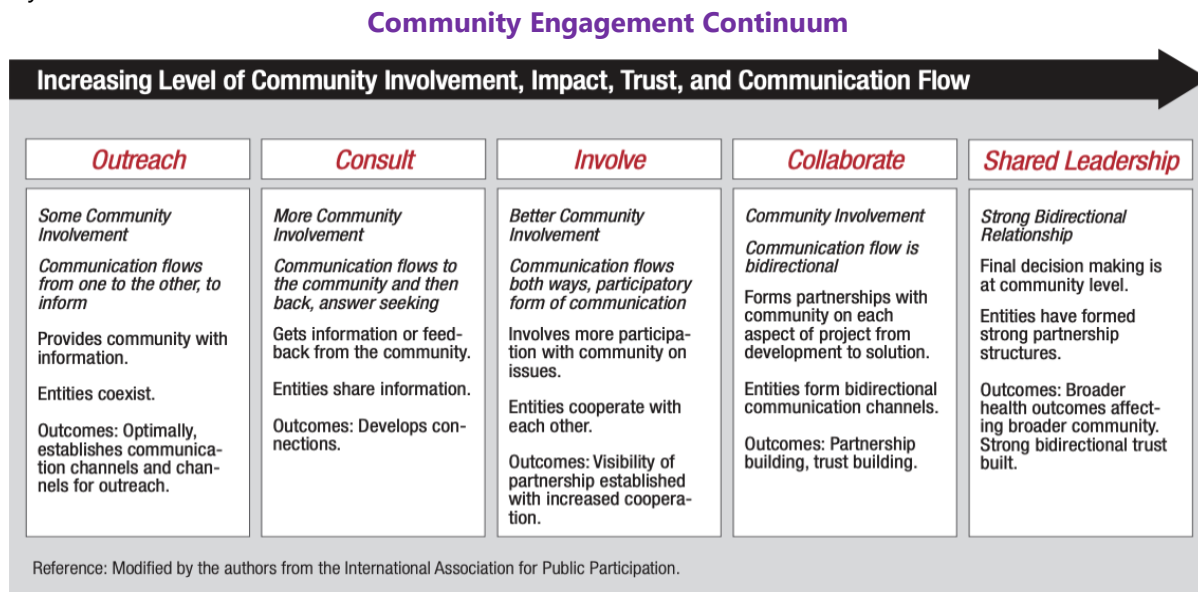 Community Engagement Continuum
Increasing Level of Community Involvement, Impact, Trust, and Communication Flow
Outreach
Some Community
Involvement
Communication flows
from one to the other, to
inform
Provides community with
information.
Entities coexist.
Outcomes: Optimally,
establishes communica-
tion channels and chan-
nels for outreach.
Consult
More Community
Involvement
Communication flows to
the community and then
back, answer seeking
Gets information or feed-
back from the community.
Entities share information.
Outcomes: Develops con-
nections.
Involve
Better Community
Involvement
Communication flows
both ways, participatory
form of communication
Involves more participa-
tion with community on
issues.
Entities cooperate with
each other.
Outcomes: Visibility of
partnership established
with increased coopera-
tion.
Collaborate
Community Involvement
Communication flow is
bidirectional
Forms partnerships with
community on each
aspect of project from
development to solution.
Entities form bidirectional
communication channels.
Outcomes: Partnership
building, trust building.
Shared Leadership
Strong Bidirectional
Relationship
Final decision making is
at community level.
Entities have formed
strong partnership
structures.
Outcomes: Broader
health outcomes affect-
ing broader community.
Strong bidirectional trust
built.
Reference: Modified by the authors from the International Association for Public Participation.